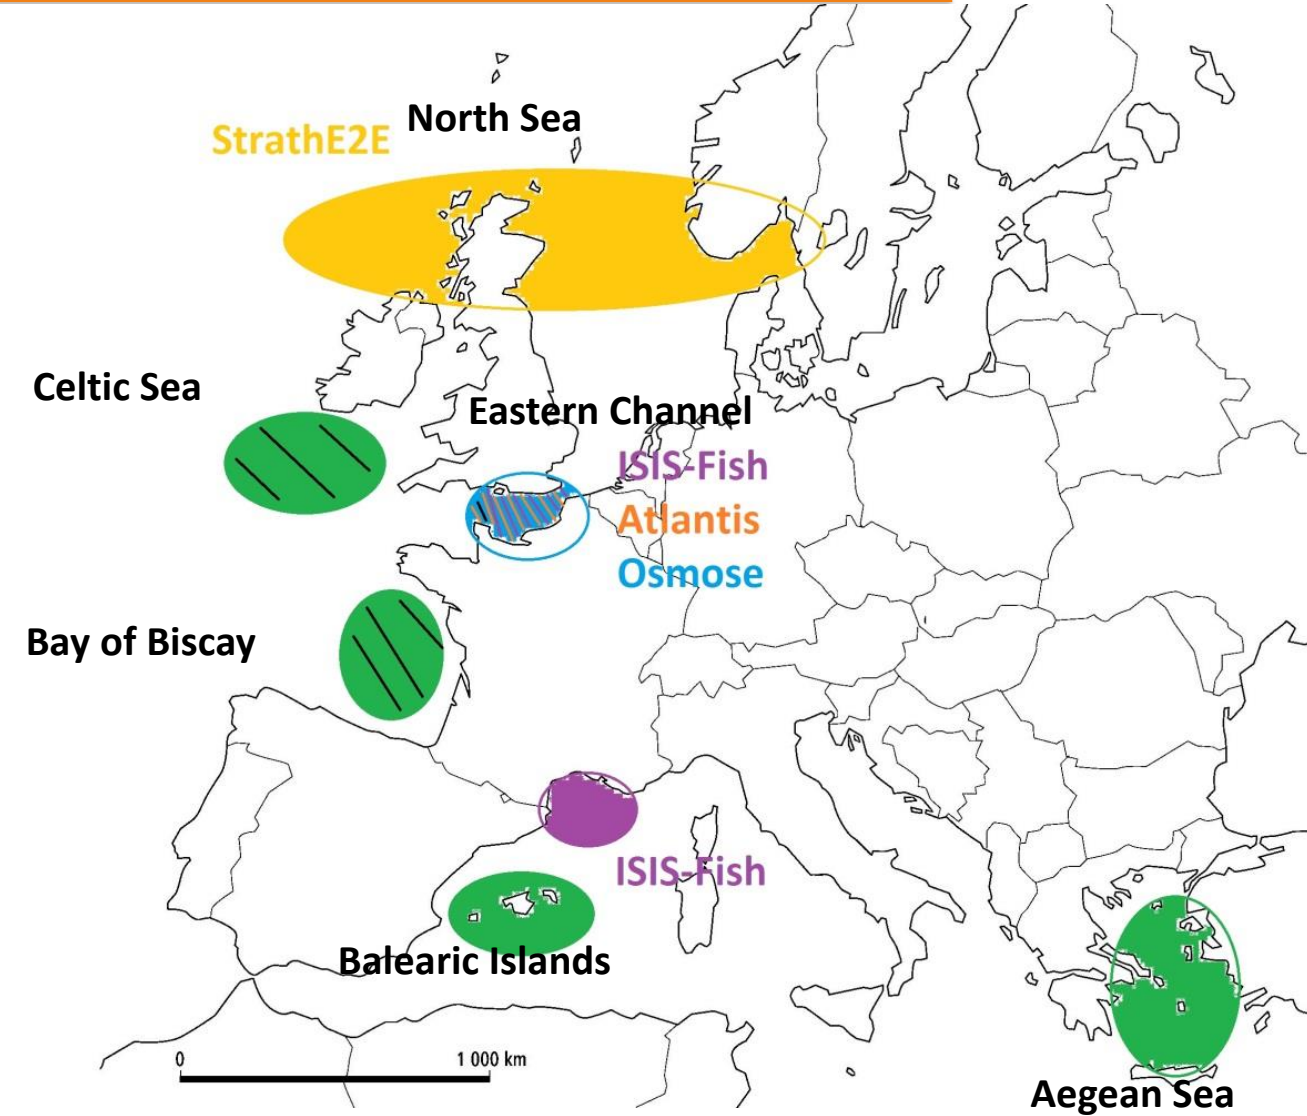 North Sea
StrathE2E
Celtic Sea
Eastern Channel
ISIS-Fish
Atlantis
Osmose
Bay of Biscay
ISIS-Fish
Balearic Islands
0
1 000 km
Aegean Sea